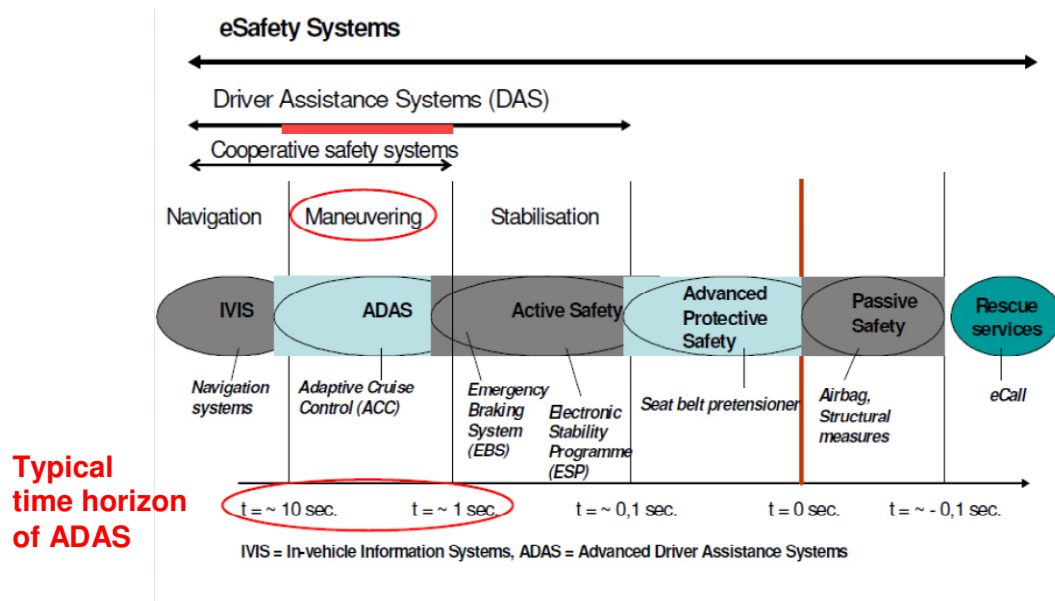 eSafety Systems
Driver Assistance Systems (DAS)
Cooperative safety systems
Navigation
Maneuvering
Stabilisation
IVIS
ADAS
Active Safety
Advanced
Protective
Safety
Passive
Safety
Rescue
services
Navigation
systems
Adaptive Cruise
Control (ACC)
Emergency
Braking
System
(EBS)
Electronic
Stability
Programme
(ESP)
Seat belt pretensioner
Airbag,
Structural
measures
eCall
Typical
time horizon
of ADAS
t = ~ 10 sec.
t = ~ 1 sec.
t = ~ 0,1 sec.
t = 0 sec.
t = ~ - 0,1 sec.
IVIS = In-vehicle Information Systems, ADAS = Advanced Driver Assistance Systems